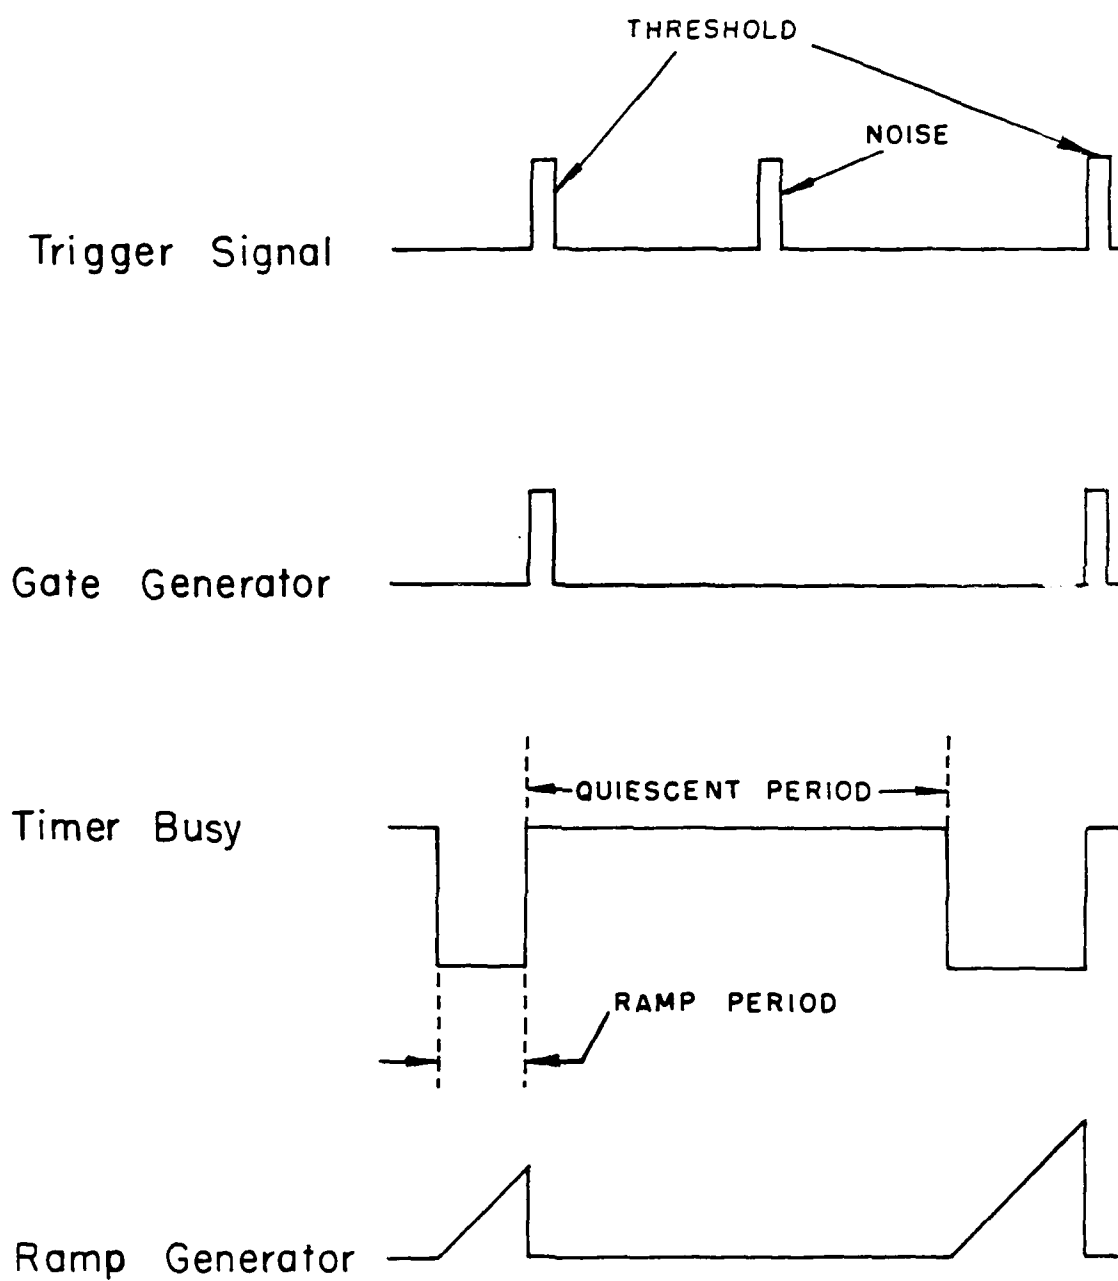 THRESHOLD
NOISE
Trigger Signal
Gate Generator
QUIESCENT PERIOD
Timer Busy
RAMP PERIOD
Ramp Generator